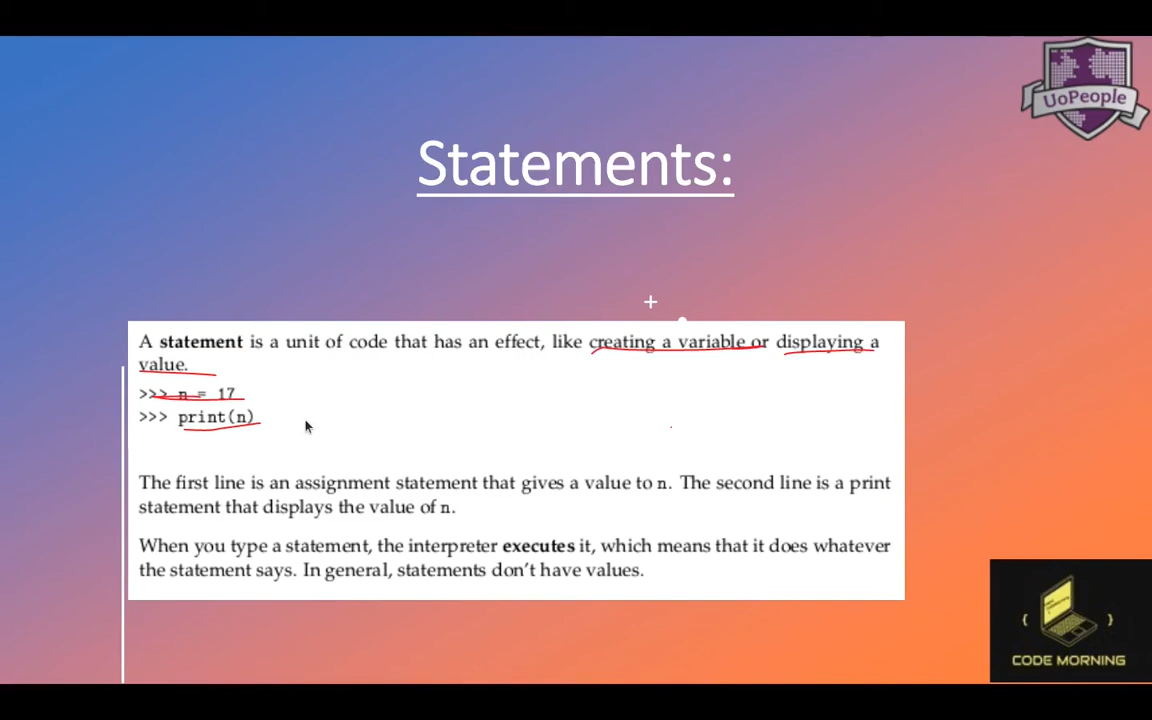 UoPeople
Statements:
A statement is a unit of code that has an effect, like creating a variable or displaying a
value.
>>> n = 17
>>> print(n)
The first line is an assignment statement that gives a value to n. The second line is a print
statement that displays the value of n.
When you type a statement, the interpreter executes it, which means that it does whatever
the statement says. In general, statements don't have values.
{ }
CODE MORNING